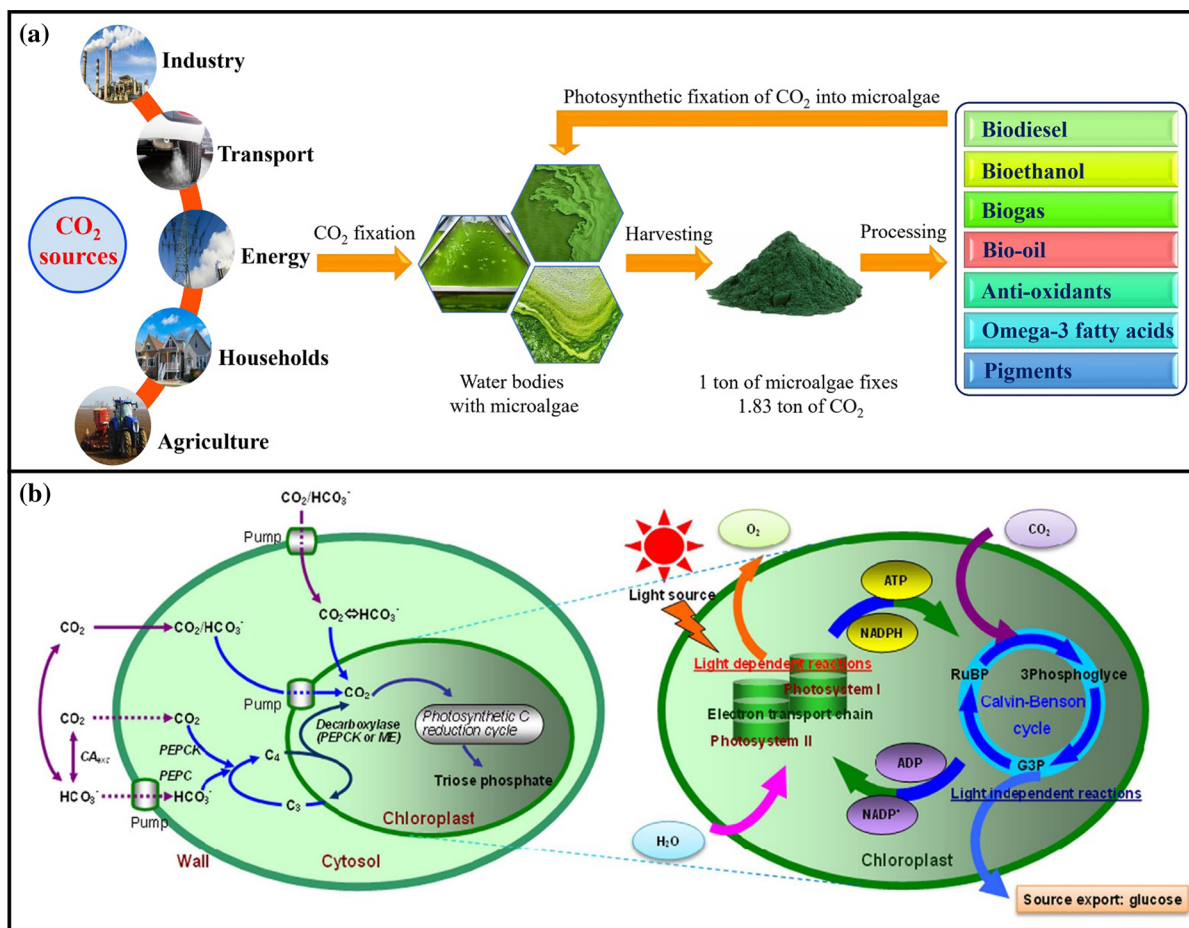 (a)
Industry
Transport
CO₂
sources
Energy
Households
Agriculture
CO₂ fixation
Water bodies
with microalgae
Photosynthetic fixation of CO₂ into microalgae
Harvesting
1 ton of microalgae fixes
1.83 ton of CO₂
Processing
Biodiesel
Bioethanol
Biogas
Bio-oil
Anti-oxidants
Omega-3 fatty acids
Pigments
(b)
CO₂/HCO₃⁻
Pump
CO₂⇔HCO₃⁻
CO₂
CO₂/HCO₃⁻
Pump
CO₂
CO₂
CO₂
CAₑₓₜ
HCO₃⁻
HCO₃⁻
Pump
PEPCK
PEPC
C₄
C₃
Decarboxylase
(PEPCK or ME)
Photosynthetic C
reduction cycle
Triose phosphate
Chloroplast
Wall
Cytosol
Light source
O₂
CO₂
ATP
NADPH
Light dependent reactions
Photosystem I
Electron transport chain
Photosystem II
RuBP
3Phosphoglyce
Calvin-Benson
cycle
G3P
ADP
NADP⁺
Light independent reactions
H₂O
Chloroplast
Source export: glucose